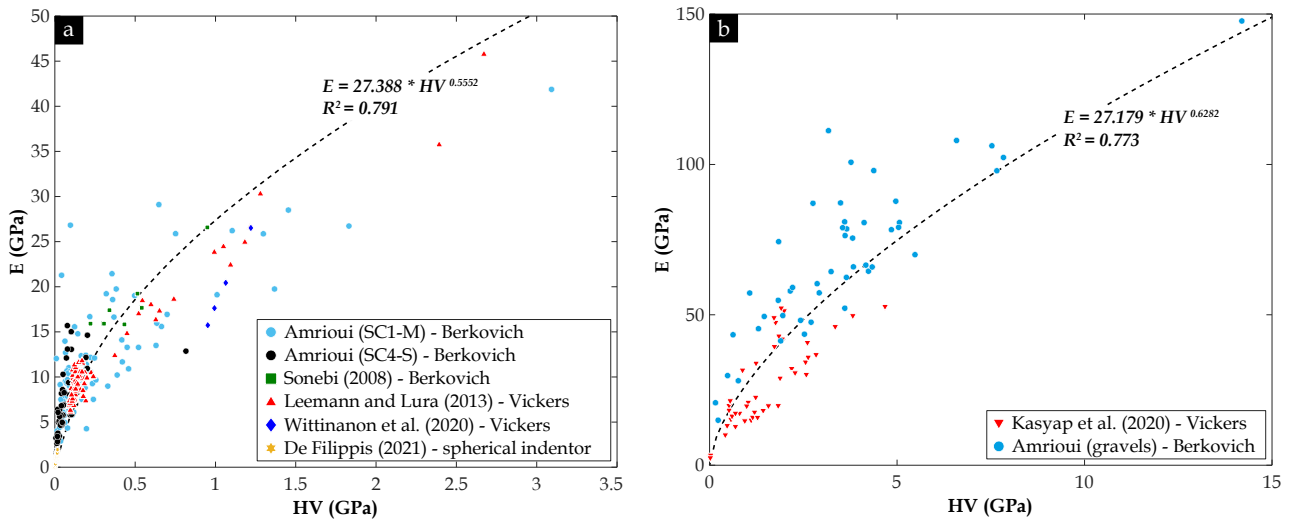 a
E = 27.388 * HV 0.5552
R2 = 0.791
50
45
40
35
30
25
20
15
10
5
0
E (GPa)
0
0.5
1
1.5
2
2.5
3
3.5
HV (GPa)
Amrioui (SC1-M) - Berkovich
Amrioui (SC4-S) - Berkovich
Sonebi (2008) - Berkovich
Leemann and Lura (2013) - Vickers
Wittinanon et al. (2020) - Vickers
De Filippis (2021) - spherical indentor
b
E = 27.179 * HV 0.6282
R2 = 0.773
150
100
50
0
E (GPa)
0
5
10
15
HV (GPa)
Kasyap et al. (2020) - Vickers
Amrioui (gravels) - Berkovich